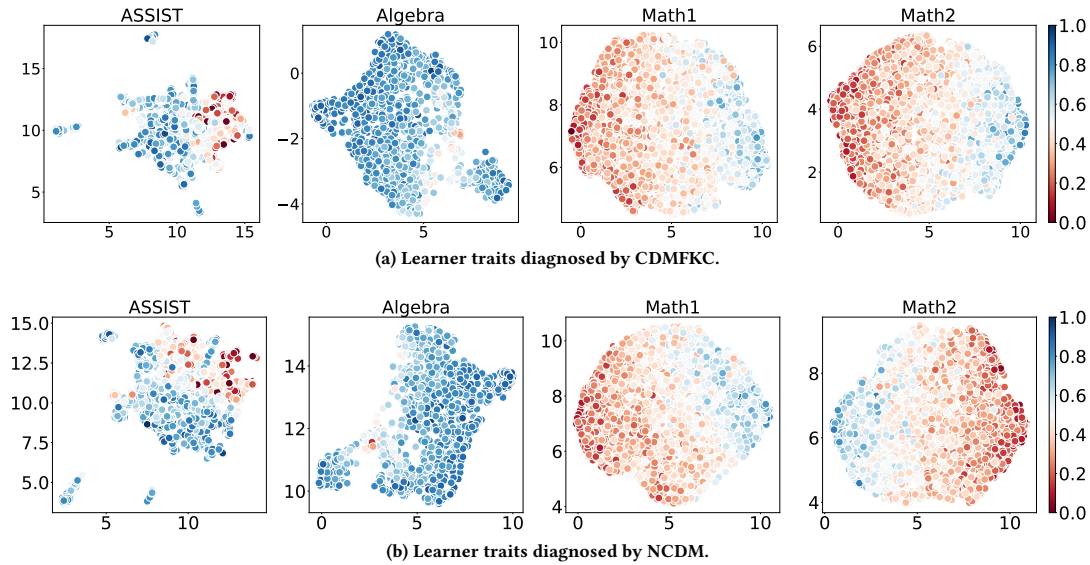 ASSIST Algebra Math1 Math2
15 10 5
5 10 15
0 −2 −4
0 5
10 8 6
0 5 10
6 4 2
0 5 10
1.0 0.8 0.6 0.4 0.2 0.0
(a) Learner traits diagnosed by CDMFKC.
ASSIST Algebra Math1 Math2
15.0 12.5 10.0 7.5 5.0
5 10
14 12 10
0 5 10
10 8 6 4
0 5 10
8 6 4
0 5 10
1.0 0.8 0.6 0.4 0.2 0.0
(b) Learner traits diagnosed by NCDM.